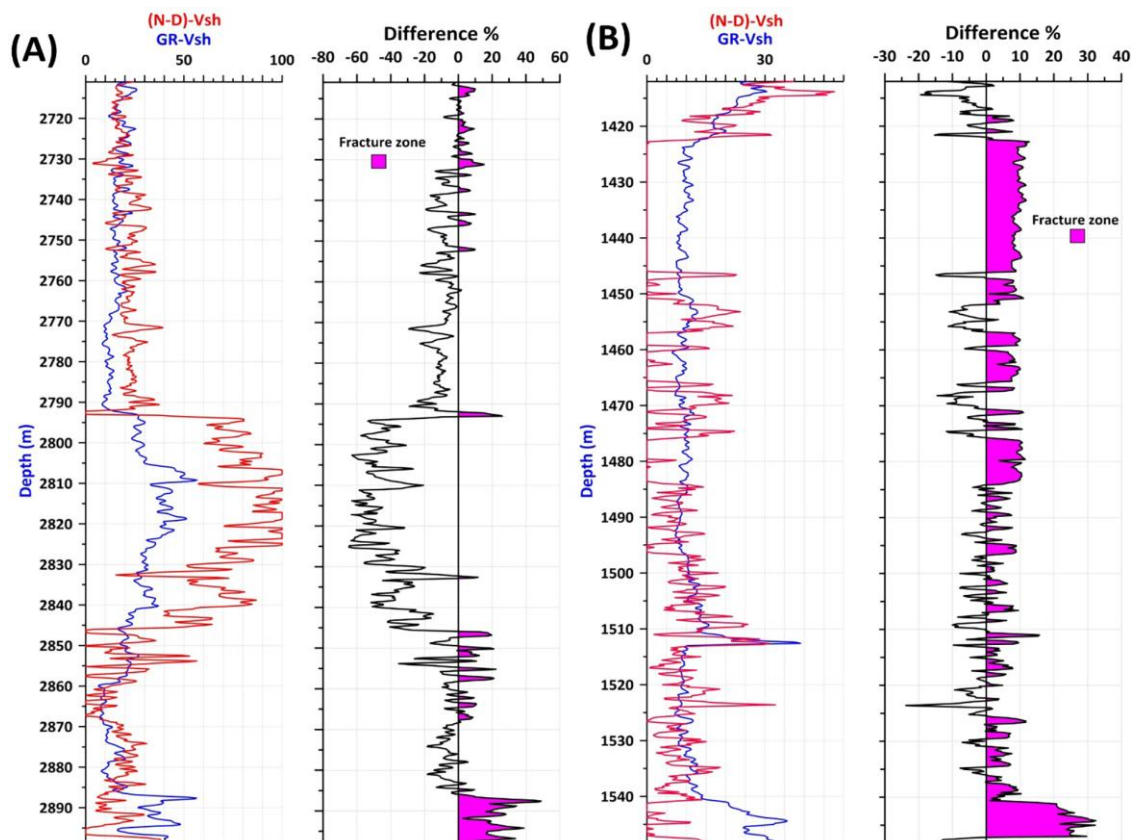 (A)
(N-D)-Vsh
GR-Vsh
0 50 100
Difference %
-80 -60 -40 -20 0 20 40 60
Fracture zone
Depth (m)
2720
2730
2740
2750
2760
2770
2780
2790
2800
2810
2820
2830
2840
2850
2860
2870
2880
2890
(B)
(N-D)-Vsh
GR-Vsh
0 30
Difference %
-30 -20 -10 0 10 20 30 40
Fracture zone
Depth (m)
1420
1430
1440
1450
1460
1470
1480
1490
1500
1510
1520
1530
1540